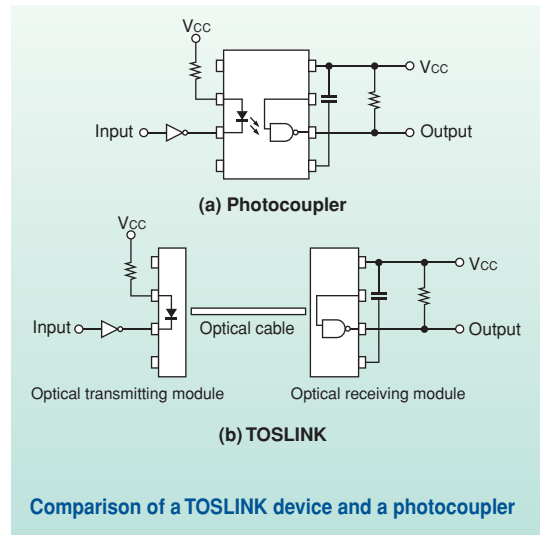 VCC
VCC
Input
Output
(a) Photocoupler
VCC
VCC
Input
Optical cable
Output
Optical transmitting module
Optical receiving module
(b) TOSLINK
Comparison of a TOSLINK device and a photocoupler